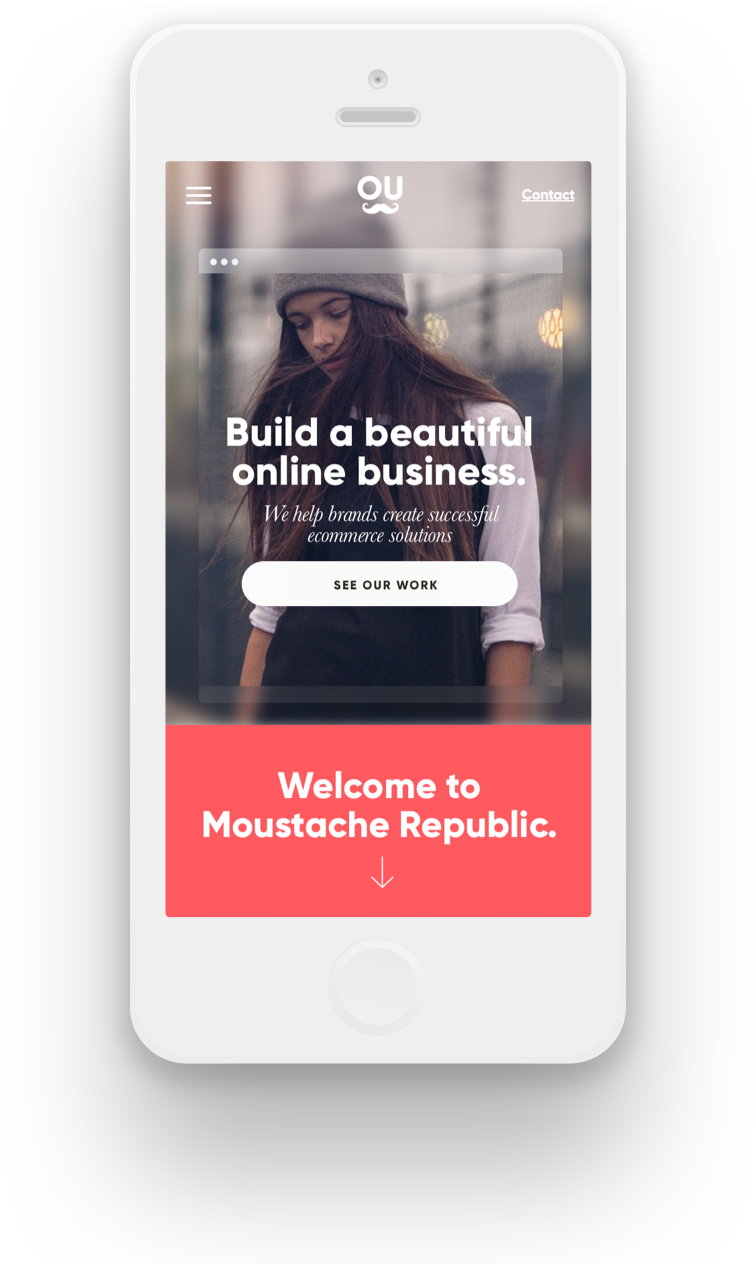 OU
Contact
Build a beautiful
online business.
We help brands create successful
ecommerce solutions
SEE OUR WORK
Welcome to
Moustache Republic.